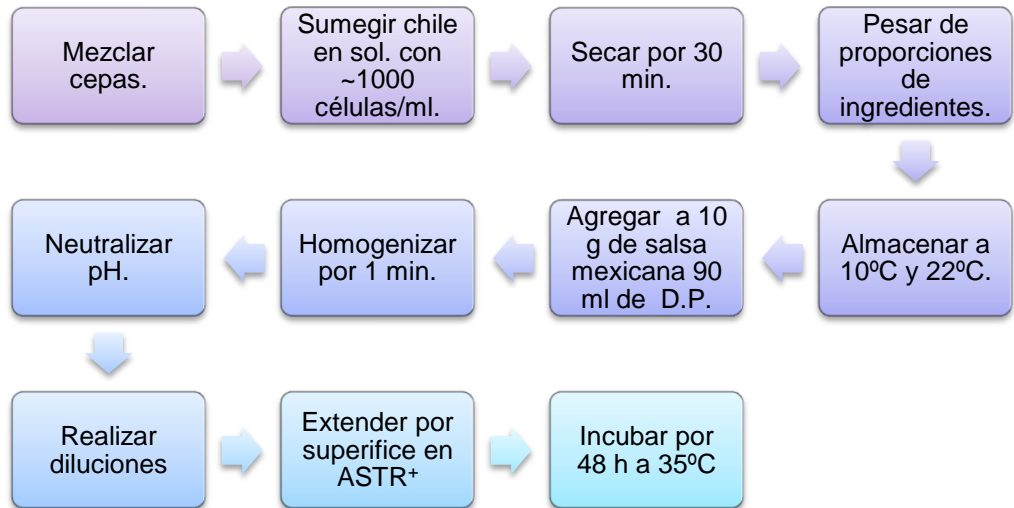 Mezclar
cepas.
Sumegir chile
en sol. con
~1000
células/ml.
Secar por 30
min.
Pesar de
proporciones
de
ingredientes.
Almacenar a
10ºC y 22ºC.
Agregar a 10
g de salsa
mexicana 90
ml de D.P.
Homogenizar
por 1 min.
Neutralizar
pH.
Realizar
diluciones
Extender por
superifice en
ASTR⁺
Incubar por
48 h a 35ºC